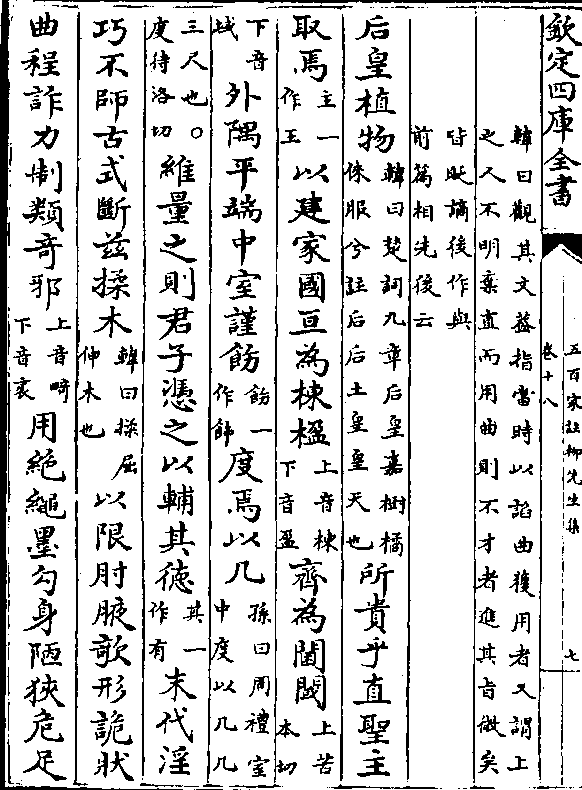 欽定四庫全書
五百家註柳先生集
卷十八
七
韓曰觀其文葢指當時以諂曲獲用者又謂上
之人不明棄直而用曲則不才者進其旨微矣
皆貶謫後作與
前篇相先後云
后皇植物韓曰楚詞九章后皇嘉樹橘徠服兮註后后土皇皇天也所貴乎直聖主
取焉主一作王以建家國亘為棟楹上音棟下音盈齊為閫閾上苦本切
下音域外隅平端中室謹飭飭一作飾度焉以几孫曰周禮室中度以几几
三尺也○度待洛切維量之則君子憑之以輔其徳其一作有末代淫
巧不師古式斷兹揉木韓曰揉屈伸木也以限肘腋欹形詭狀
曲程詐力制類奇邪上音畸下音衺用絶繩墨勾身陋狹危足